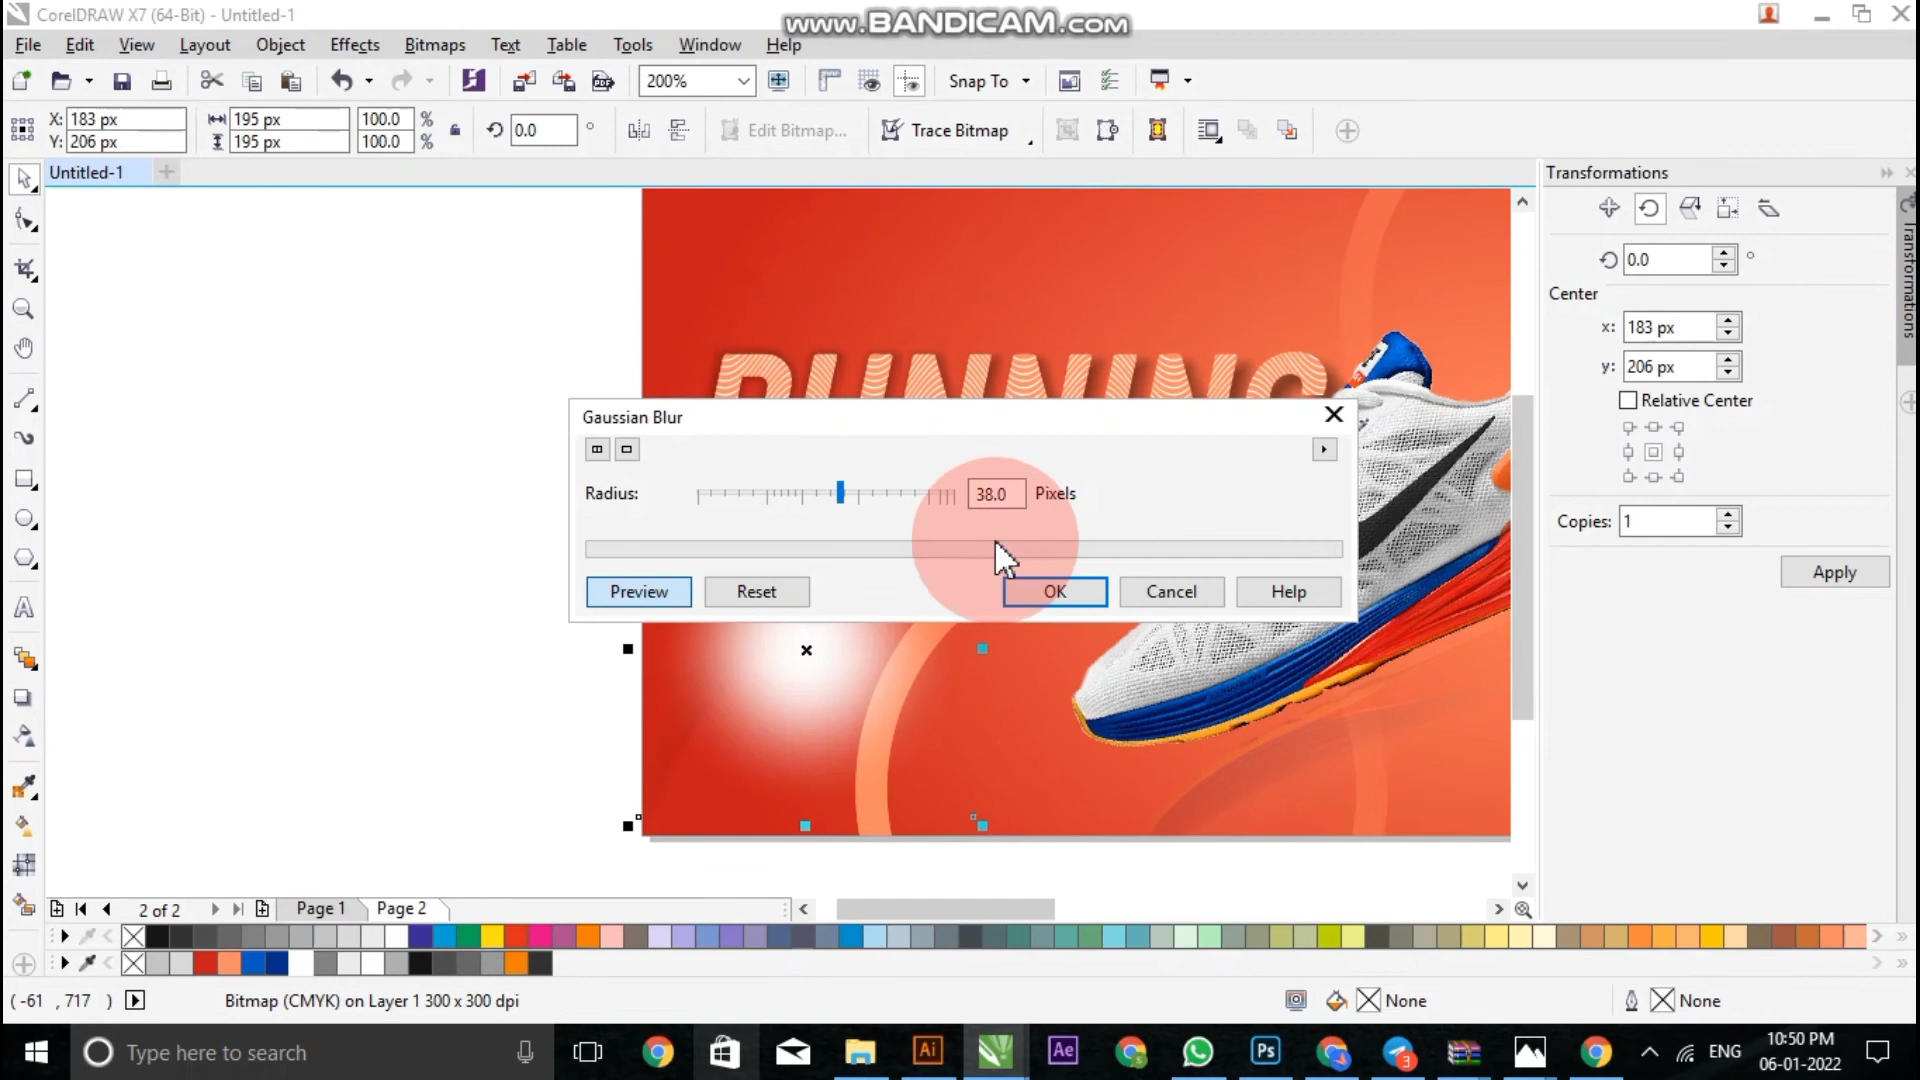 CorelDRAW X7 (64-Bit) - Untitled-1
www.BANDICAM.com
File Edit View Layout Object Effects Bitmaps Text Table Tools Window Help
200% Snap To
X: 183 px 195 px 100.0 %
Y: 206 px 195 px 100.0 %
0.0 °
Edit Bitmap... Trace Bitmap
Untitled-1
Transformations
0.0 °
Center
x: 183 px
y: 206 px
Relative Center
Copies: 1
Apply
Transformations
RUNNING
Gaussian Blur
Radius: 38.0 Pixels
Preview Reset OK Cancel Help
2 of 2 Page 1 Page 2
( -61 , 717 ) Bitmap (CMYK) on Layer 1 300 x 300 dpi None None
Type here to search
Ai Ae Ps 3
ENG
10:50 PM
06-01-2022